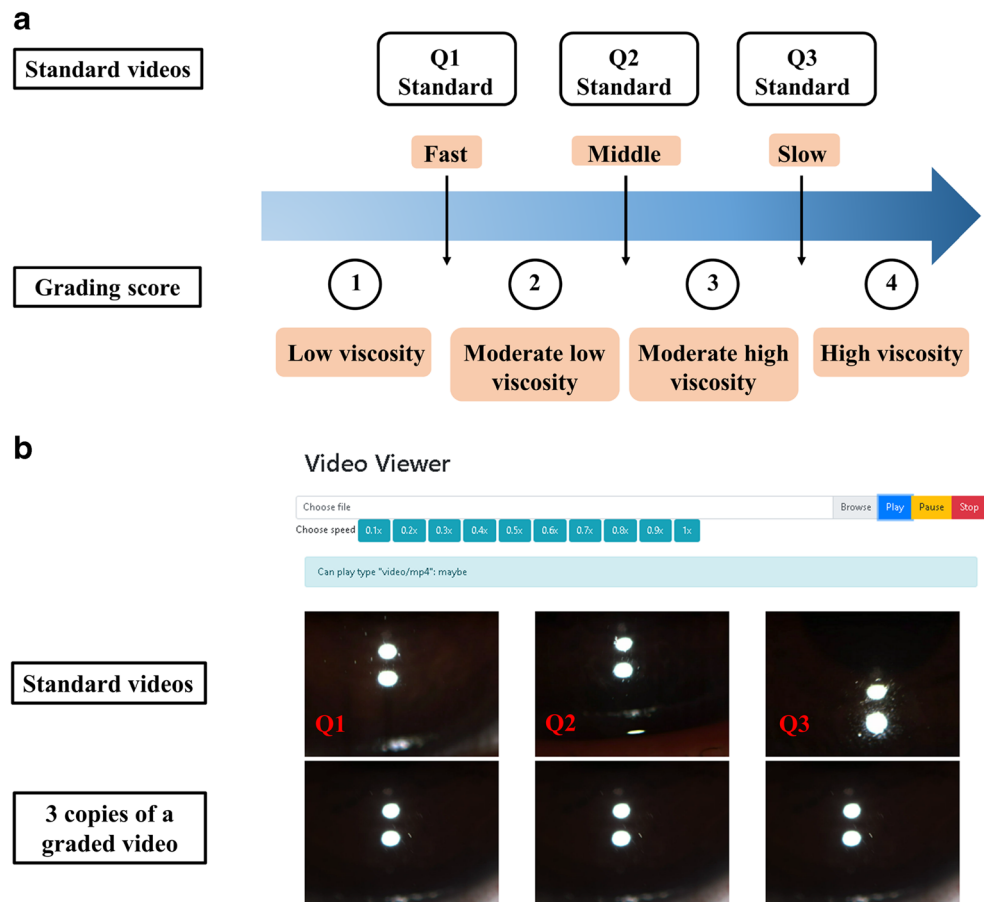 a
Standard videos
Q1
Standard
Q2
Standard
Q3
Standard
Fast
Middle
Slow
Grading score
1
2
3
4
Low viscosity
Moderate low
viscosity
Moderate high
viscosity
High viscosity
b
Video Viewer
Choose file
Browse
Play
Pause
Stop
Choose speed
0.1x
0.2x
0.3x
0.4x
0.5x
0.6x
0.7x
0.8x
0.9x
1x
Can play type "video/mp4": maybe
Standard videos
Q1
Q2
Q3
3 copies of a
graded video